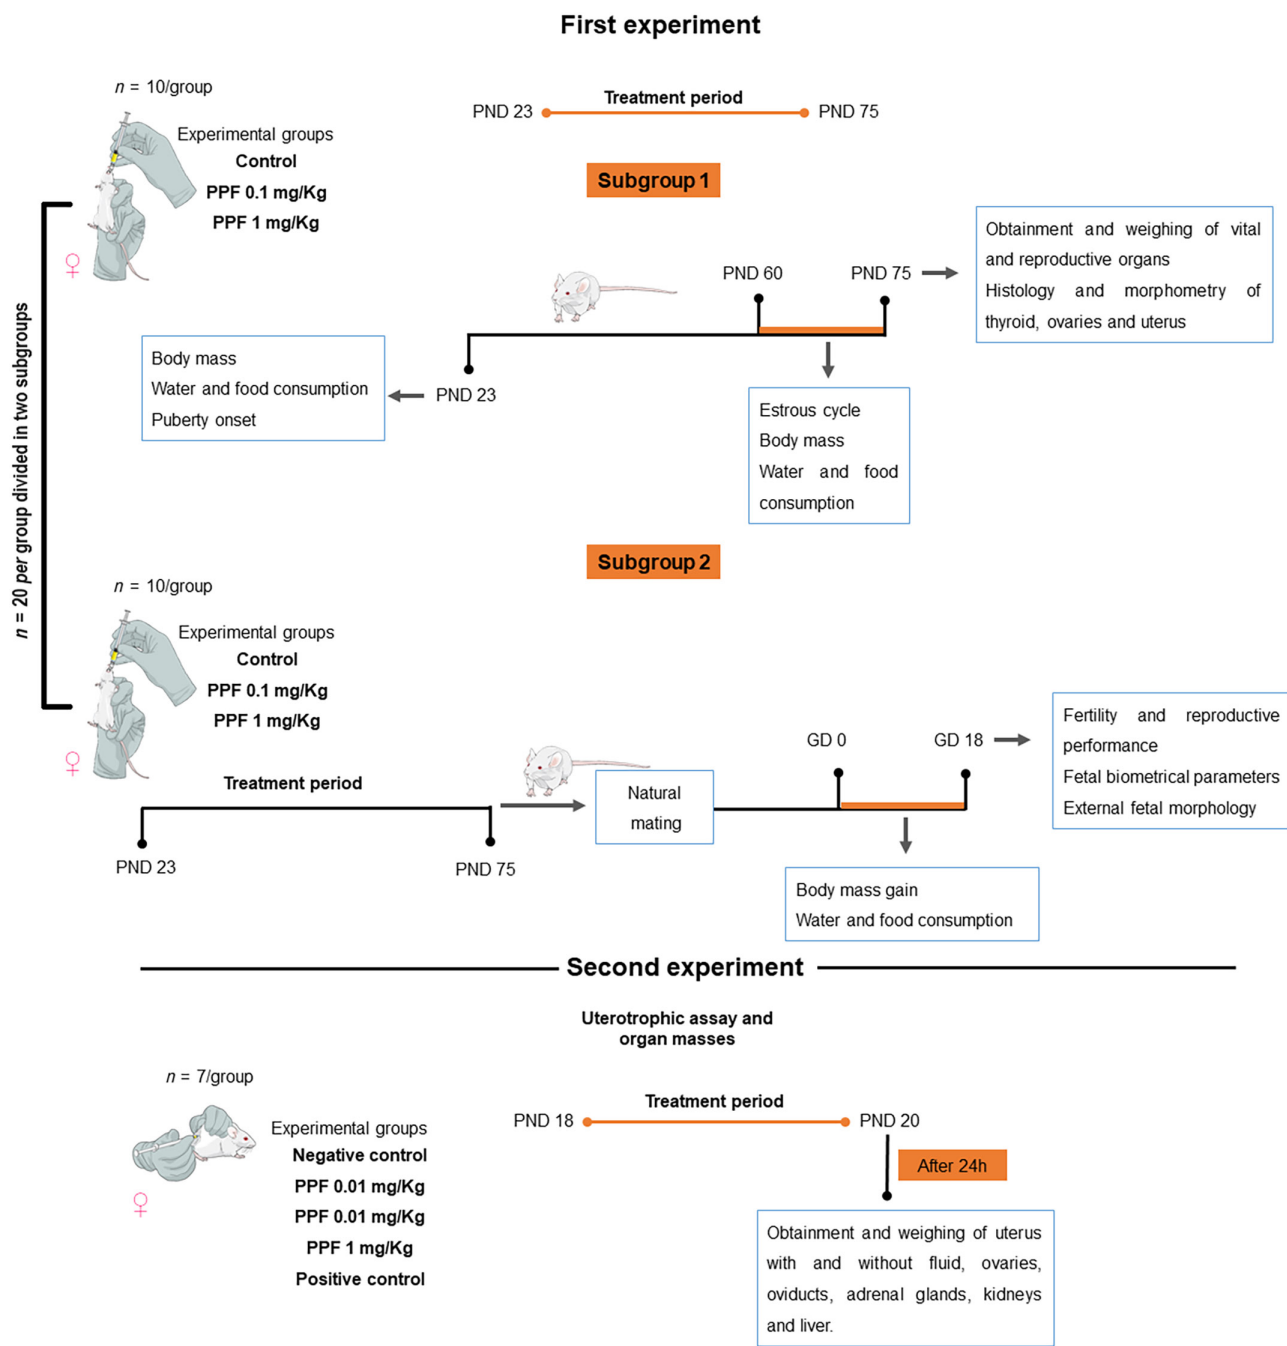 First experiment
n = 10/group
Experimental groups
Control
PPF 0.1 mg/Kg
PPF 1 mg/Kg
♀
PND 23
Treatment period
PND 75
Subgroup 1
n = 20 per group divided in two subgroups
PND 60
PND 75
Obtainment and weighing of vital
and reproductive organs
Histology and morphometry of
thyroid, ovaries and uterus
Body mass
Water and food consumption
Puberty onset
PND 23
Estrous cycle
Body mass
Water and food
consumption
Subgroup 2
n = 10/group
Experimental groups
Control
PPF 0.1 mg/Kg
PPF 1 mg/Kg
♀
Treatment period
PND 23
PND 75
Natural
mating
GD 0
GD 18
Fertility and reproductive
performance
Fetal biometrical parameters
External fetal morphology
Body mass gain
Water and food consumption
Second experiment
Uterotrophic assay and
organ masses
n = 7/group
Experimental groups
Negative control
PPF 0.01 mg/Kg
PPF 0.01 mg/Kg
PPF 1 mg/Kg
Positive control
♀
PND 18
Treatment period
PND 20
After 24h
Obtainment and weighing of uterus
with and without fluid, ovaries,
oviducts, adrenal glands, kidneys
and liver.